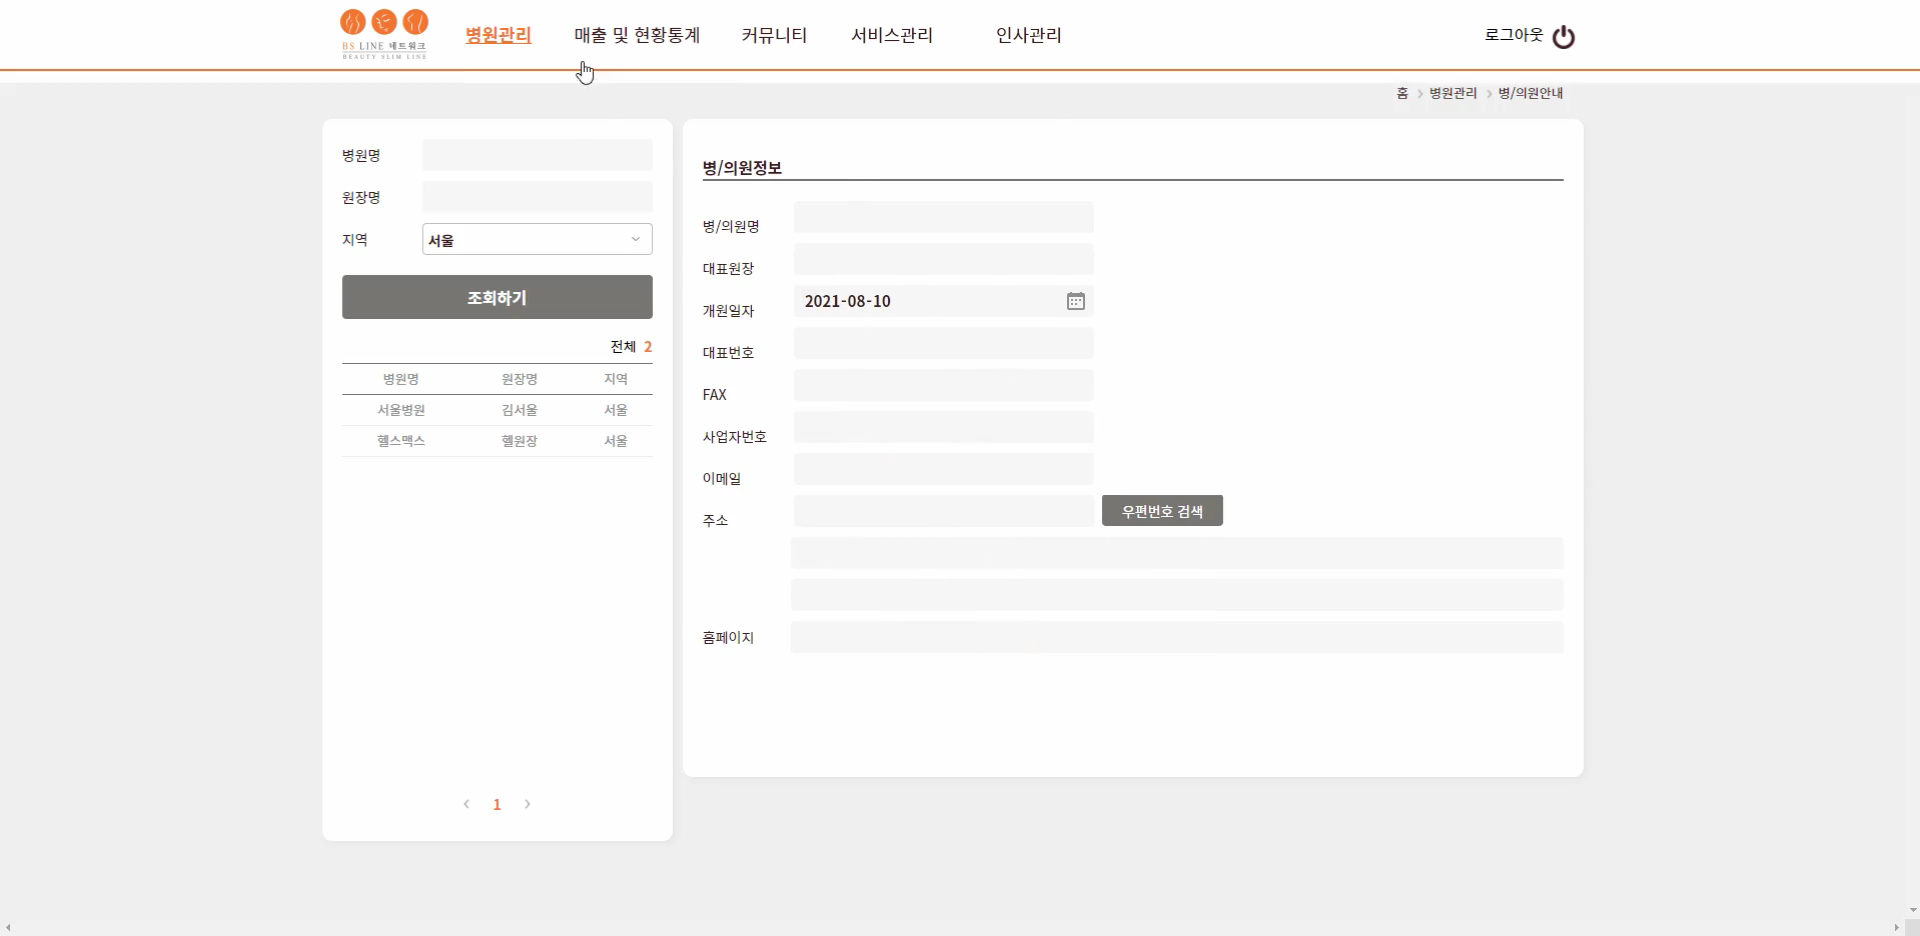 BS LINE 네트워크
BEAUTY SLIM LINE
병원관리 매출 및 현황통계 커뮤니티 서비스관리 인사관리 로그아웃
홈 > 병원관리 > 병/의원안내
병원명
원장명
지역 서울
조회하기
전체 2
병원명 원장명 지역
서울병원 김서울 서울
헬스맥스 헬원장 서울
< 1 >
병/의원정보
병/의원명
대표원장
개원일자 2021-08-10
대표번호
FAX
사업자번호
이메일
주소 우편번호 검색
홈페이지